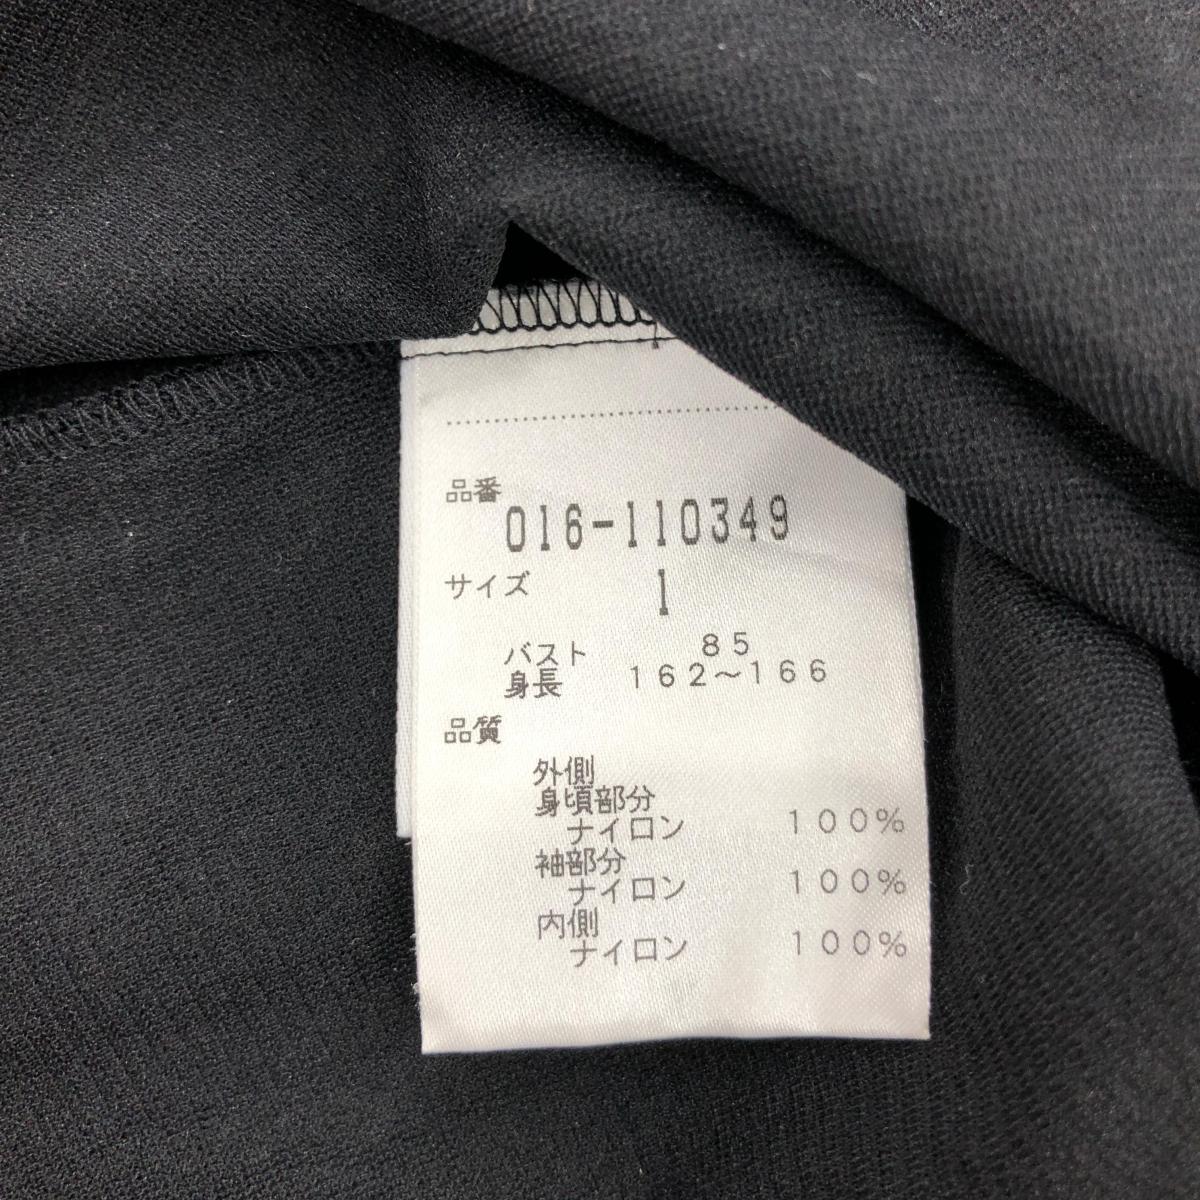 品番
016-110349
サイズ 1
バスト 85
身長 162〜166
品質
外側
身頃部分
ナイロン 100%
袖部分
ナイロン 100%
内側
ナイロン 100%